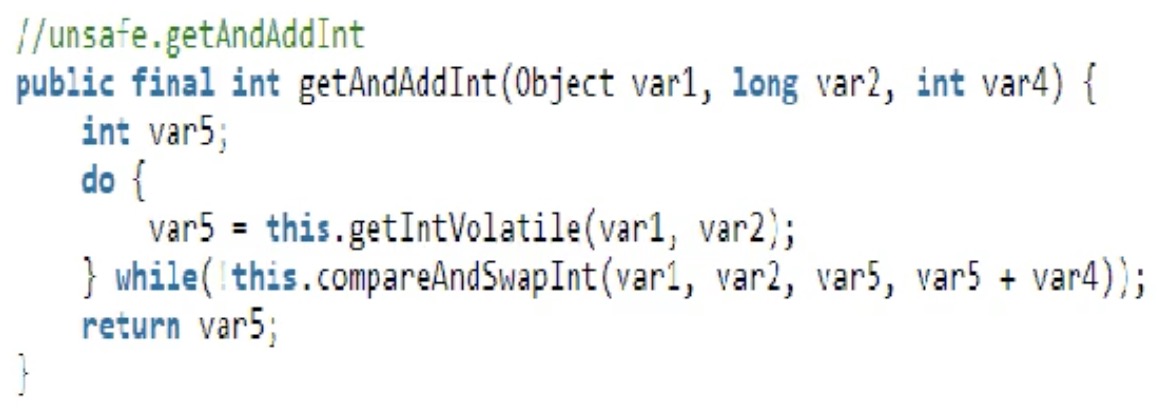 //unsafe.getAndAddInt
public final int getAndAddInt(Object var1, long var2, int var4) {
int var5;
do {
var5 = this.getIntVolatile(var1, var2);
} while(!this.compareAndSwapInt(var1, var2, var5, var5 + var4));
return var5;
}